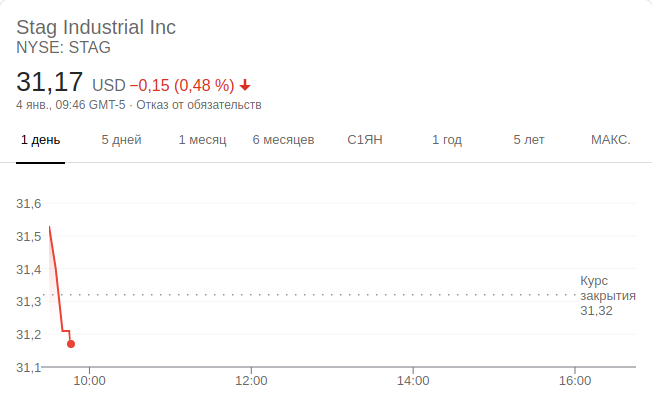 Stag Industrial Inc
NYSE: STAG
31,17 USD −0,15 (0,48 %)
4 янв., 09:46 GMT-5 · Отказ от обязательств
1 день 5 дней 1 месяц 6 месяцев С1ЯН 1 год 5 лет МАКС.
31,6
31,5
31,4
31,3
31,2
31,1
Курс
закрытия
31,32
10:00 12:00 14:00 16:00